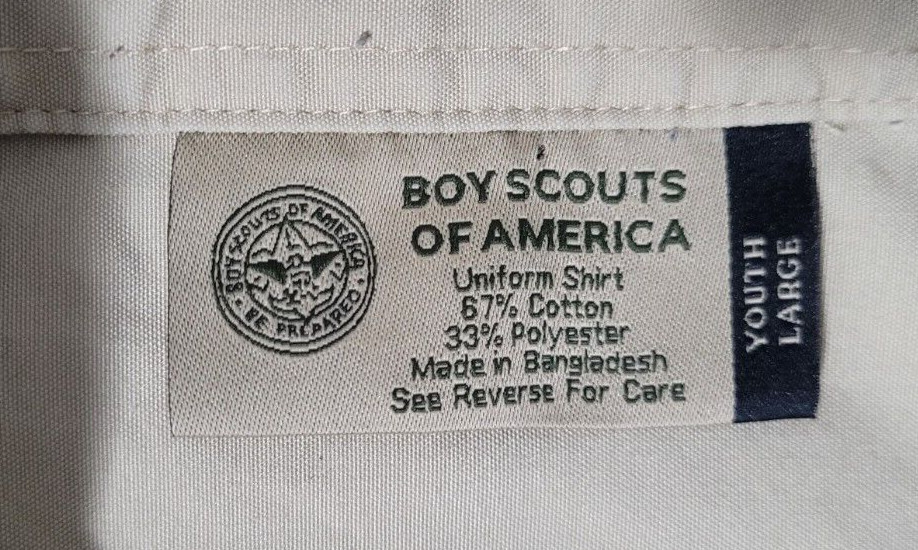 BOY SCOUTS OF AMERICA
• BE PREPARED •
BOY SCOUTS
OF AMERICA
Uniform Shirt
67% Cotton
33% Polyester
Made in Bangladesh
See Reverse For Care
YOUTH
LARGE